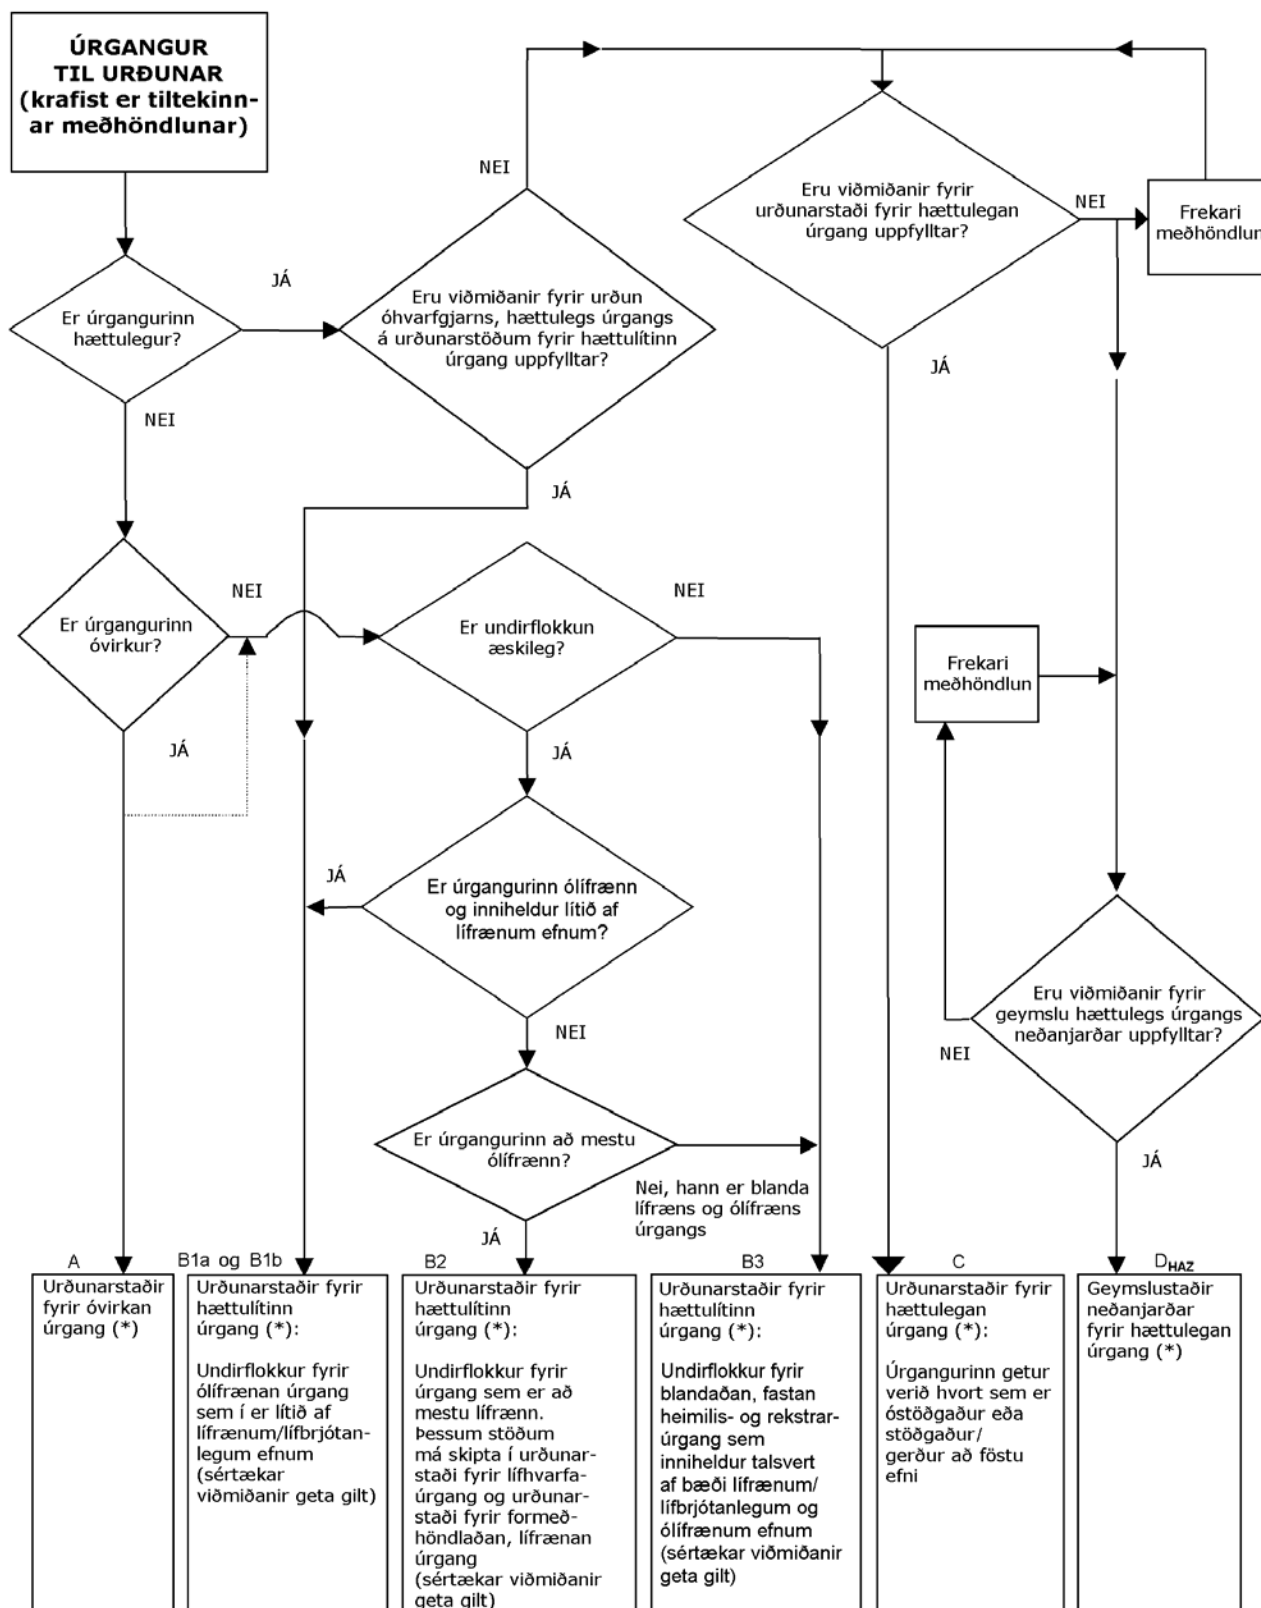 ÚRGANGUR
TIL URÐUNAR
(krafist er tiltekinn-
ar meðhöndlunar)
NEI
Eru viðmiðanir fyrir
urðunarstaði fyrir hættulegan
úrgang uppfylltar?
NEI
Frekari
meðhöndlun
JÁ
Er úrgangurinn
hættulegur?
JÁ
Eru viðmiðanir fyrir urðun
óhvarfgjarns, hættulegs úrgangs
á urðunarstöðum fyrir hættulítinn
úrgang uppfylltar?
NEI
JÁ
Er úrgangurinn
óvirkur?
NEI
JÁ
Er undirflokkun
æskileg?
NEI
JÁ
Frekari
meðhöndlun
Er úrgangurinn ólífrænn
og inniheldur lítið af
lífrænum efnum?
JÁ
NEI
Eru viðmiðanir fyrir
geymslu hættulegs úrgangs
neðanjarðar uppfylltar?
NEI
JÁ
Er úrgangurinn að mestu
ólífrænn?
Nei, hann er blanda
lífræns og ólífræns
úrgangs
JÁ
A
Urðunarstaðir
fyrir óvirkan
úrgang (*)
B1a og B1b
Urðunarstaðir fyrir
hættulítinn
úrgang (*):
Undirflokkur fyrir
ólífrænan úrgang
sem í er lítið af
lífrænum/lífbrjótan-
legum efnum
(sértækar
viðmiðanir geta gilt)
B2
Urðunarstaðir fyrir
hættulítinn
úrgang (*):
Undirflokkur fyrir
úrgang sem er að
mestu lífrænn.
Þessum stöðum
má skipta í urðunar-
staði fyrir lífhvarfa-
úrgang og urðunar-
staði fyrir formeð-
höndlaðan, lífrænan
úrgang
(sértækar viðmiðanir
geta gilt)
B3
Urðunarstaðir fyrir
hættulítinn
úrgang (*):
Undirflokkur fyrir
blandaðan, fastan
heimilis- og rekstrar-
úrgang sem
inniheldur talsvert
af bæði lífrænum/
lífbrjótanlegum og
ólífrænum efnum
(sértækar viðmiðanir
geta gilt)
C
Urðunarstaðir fyrir
hættulegan
úrgang (*):
Úrgangurinn getur
verið hvort sem er
óstöðgaður eða
stöðgaður/
gerður að föstu
efni
DHAZ
Geymslustaðir
neðanjarðar
fyrir hættulegan
úrgang (*)